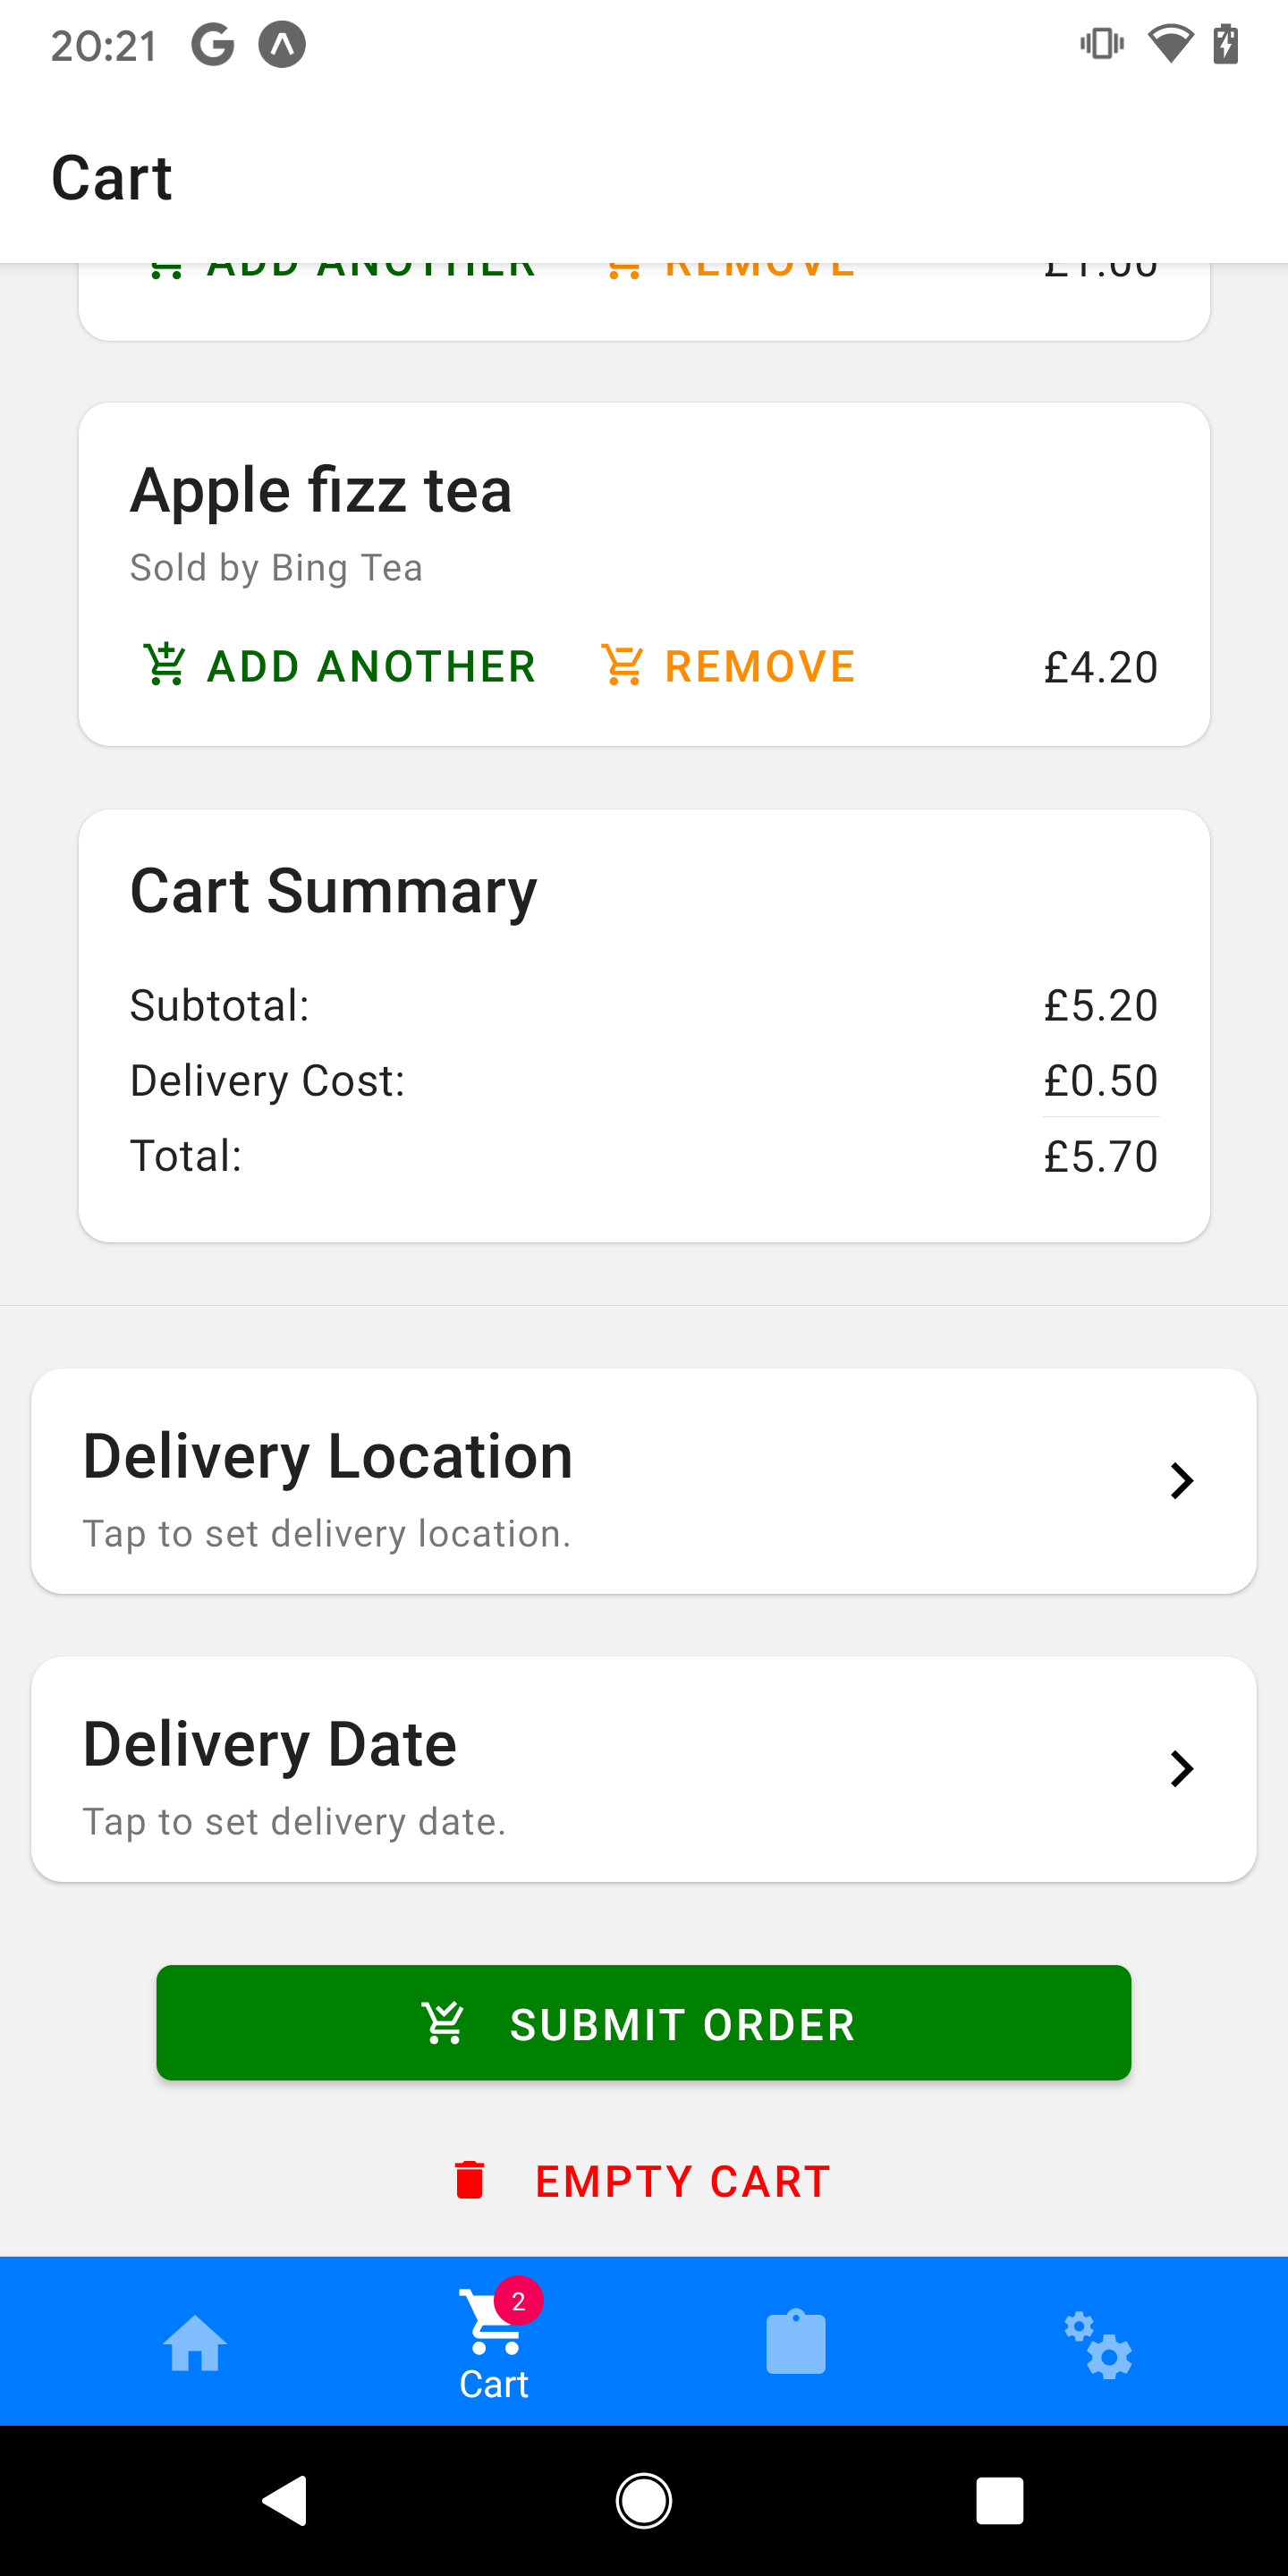 20:21
Cart
ADD ANOTHER REMOVE £1.00
Apple fizz tea
Sold by Bing Tea
ADD ANOTHER REMOVE £4.20
Cart Summary
Subtotal: £5.20
Delivery Cost: £0.50
Total: £5.70
Delivery Location
Tap to set delivery location.
Delivery Date
Tap to set delivery date.
SUBMIT ORDER
EMPTY CART
2
Cart